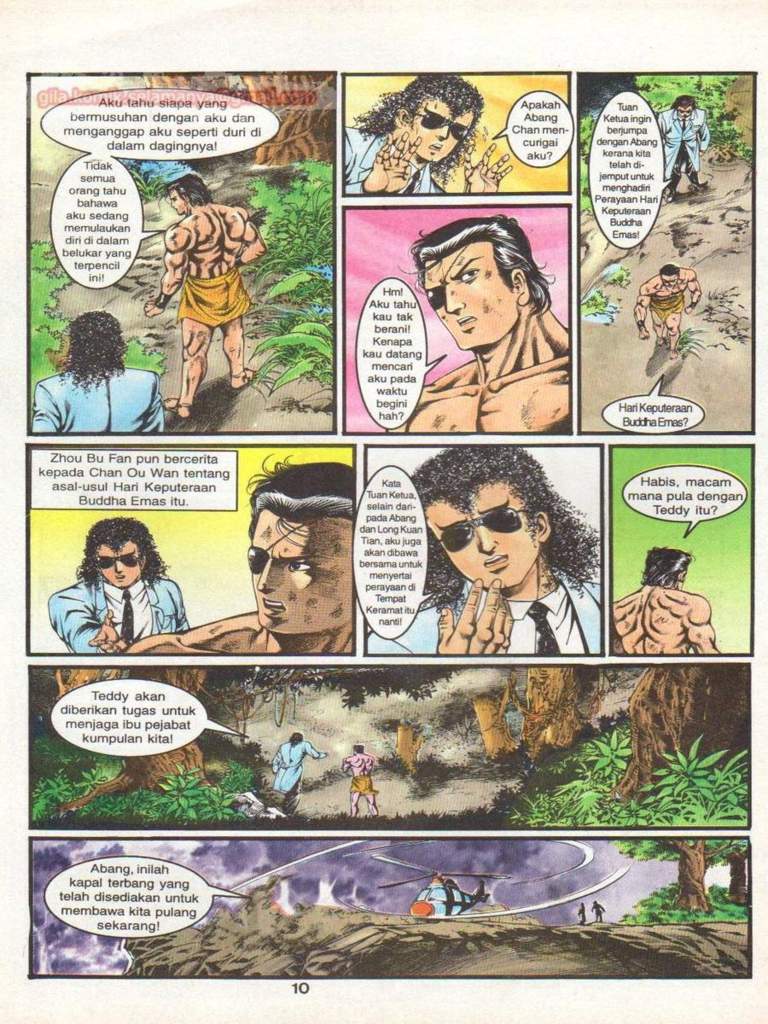 Aku tahu siapa yang
bermusuhan dengan aku dan
menganggap aku seperti duri di
dalam dagingnya!
Tidak
semua
orang tahu
bahawa
aku sedang
memulaukan
diri di dalam
belukar yang
terpencil
ini!
Apakah
Abang
Chan men-
curigai
aku?
Hm!
Aku tahu
kau tak
berani!
Kenapa
kau datang
mencari
aku pada
waktu
begini
hah?
Tuan
Ketua ingin
berjumpa
dengan Abang
kerana kita
telah di-
jemput untuk
menghadiri
Perayaan Hari
Keputeraan
Buddha
Emas!
Hari Keputeraan
Buddha Emas?
Zhou Bu Fan pun bercerita
kepada Chan Ou Wan tentang
asal-usul Hari Keputeraan
Buddha Emas itu.
Kata
Tuan Ketua,
selain dari-
pada Abang
dan Long Kuan
Tian, aku juga
akan dibawa
bersama untuk
menyertai
perayaan di
Tempat
Keramat itu
nanti!
Habis, macam
mana pula dengan
Teddy itu?
Teddy akan
diberikan tugas untuk
menjaga ibu pejabat
kumpulan kita!
Abang, inilah
kapal terbang yang
telah disediakan untuk
membawa kita pulang
sekarang!
10